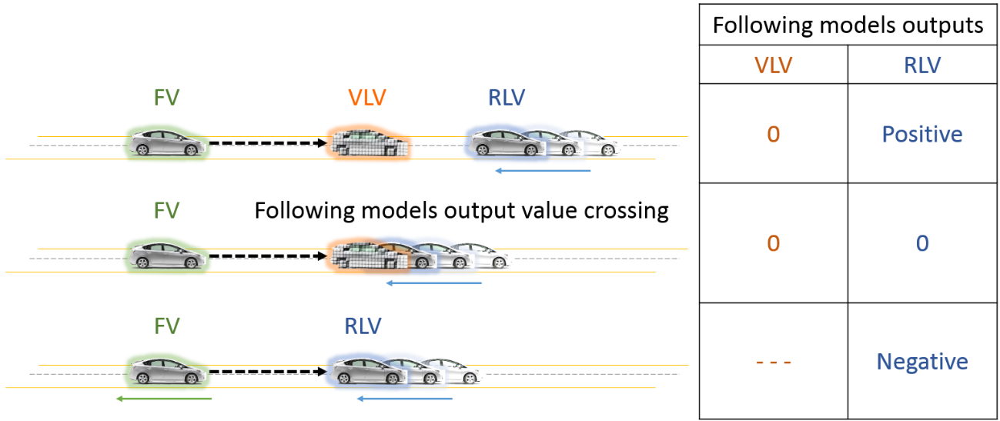 Following models outputs
VLV RLV
FV VLV RLV
0 Positive
FV Following models output value crossing
0 0
FV RLV
- - - Negative